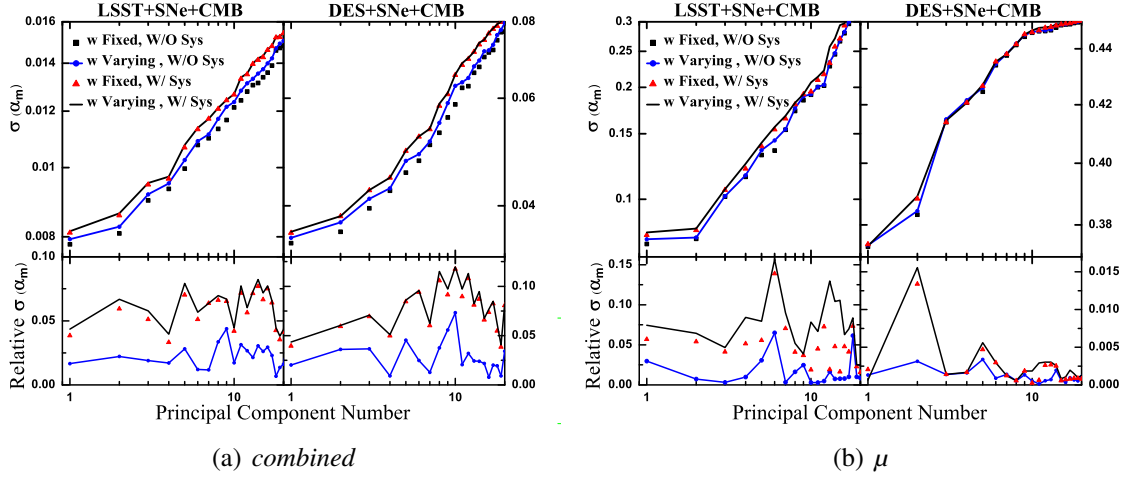 LSST+SNe+CMB
DES+SNe+CMB
0.016
0.014
0.012
0.01
0.008
σ (αm)
w Fixed, W/O Sys
w Varying , W/O Sys
w Fixed, W/ Sys
w Varying , W/ Sys
0.08
0.06
0.04
0.10
0.05
0.00
Relative σ (αm)
0.10
0.05
0.00
1
10
1
10
Principal Component Number
(a) combined
LSST+SNe+CMB
DES+SNe+CMB
0.3
0.25
0.2
0.15
0.1
σ (αm)
w Fixed, W/O Sys
w Varying , W/O Sys
w Fixed, W/ Sys
w Varying , W/ Sys
0.44
0.42
0.40
0.38
0.15
0.10
0.05
0.00
Relative σ (αm)
0.015
0.010
0.005
0.000
1
10
1
10
Principal Component Number
(b) μ